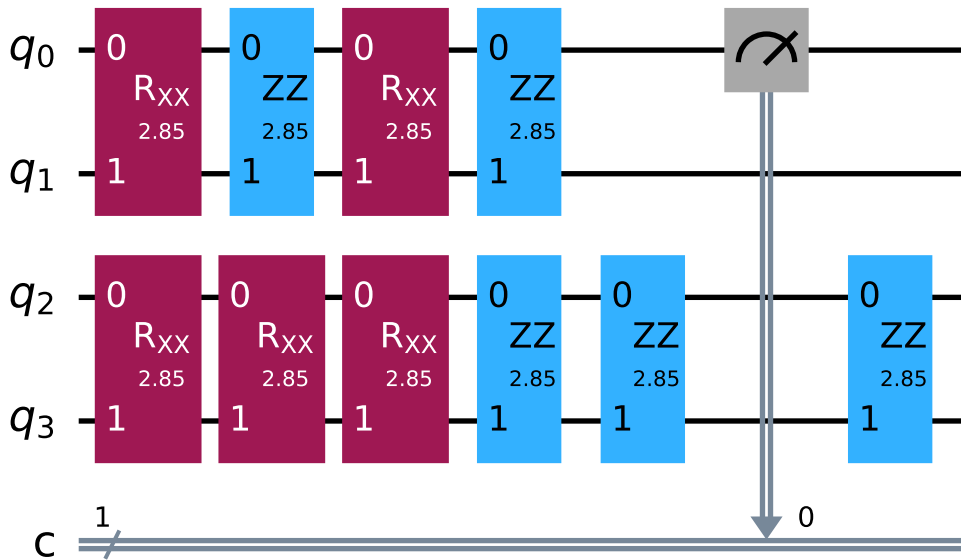 q0 0 0 0 0
RXX ZZ RXX ZZ
2.85 2.85 2.85 2.85
q1 1 1 1 1
q2 0 0 0 0 0 0
RXX RXX RXX ZZ ZZ ZZ
2.85 2.85 2.85 2.85 2.85 2.85
q3 1 1 1 1 1 1
1 0
c